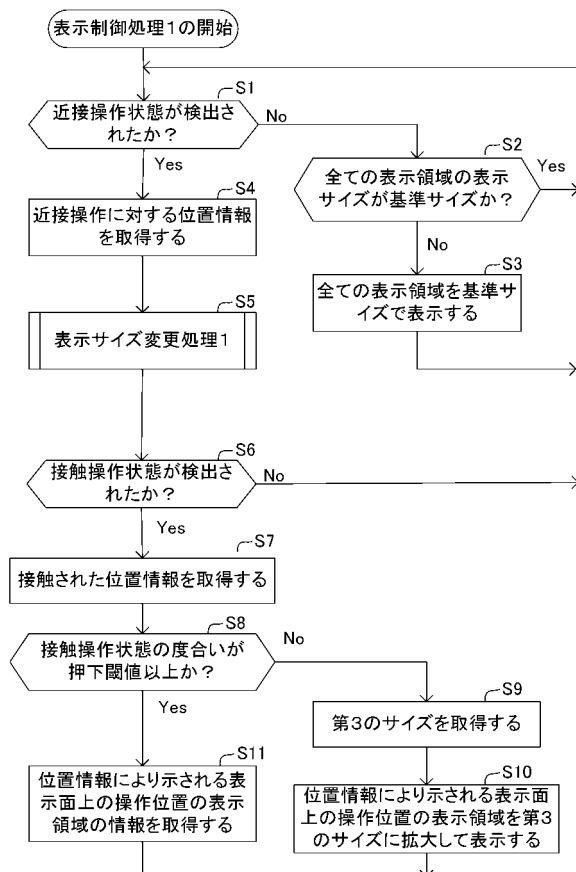 表示制御処理1の開始
S1
近接操作状態が検出さ
れたか？
No
Yes
S2
全ての表示領域の表示
サイズが基準サイズか？
Yes
No
S4
近接操作に対する位置情報
を取得する
S3
全ての表示領域を基準サ
イズで表示する
S5
表示サイズ変更処理1
S6
接触操作状態が検出さ
れたか？
No
Yes
S7
接触された位置情報を取得する
S8
接触操作状態の度合いが
押下閾値以上か？
No
Yes
S9
第3のサイズを取得する
S11
位置情報により示される表
示面上の操作位置の表示
領域の情報を取得する
S10
位置情報により示される表示面
上の操作位置の表示領域を第3
のサイズに拡大して表示する